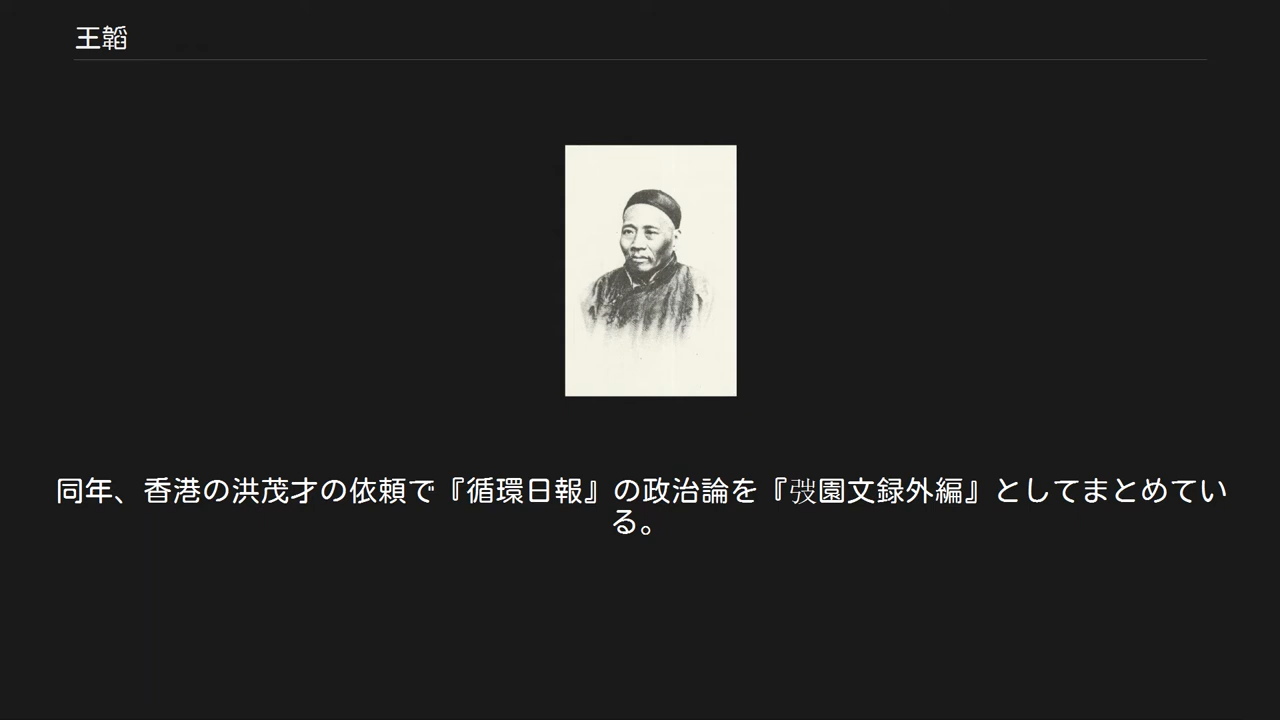 王韜
同年、香港の洪茂才の依頼で『循環日報』の政治論を『弢園文録外編』としてまとめてい
る。